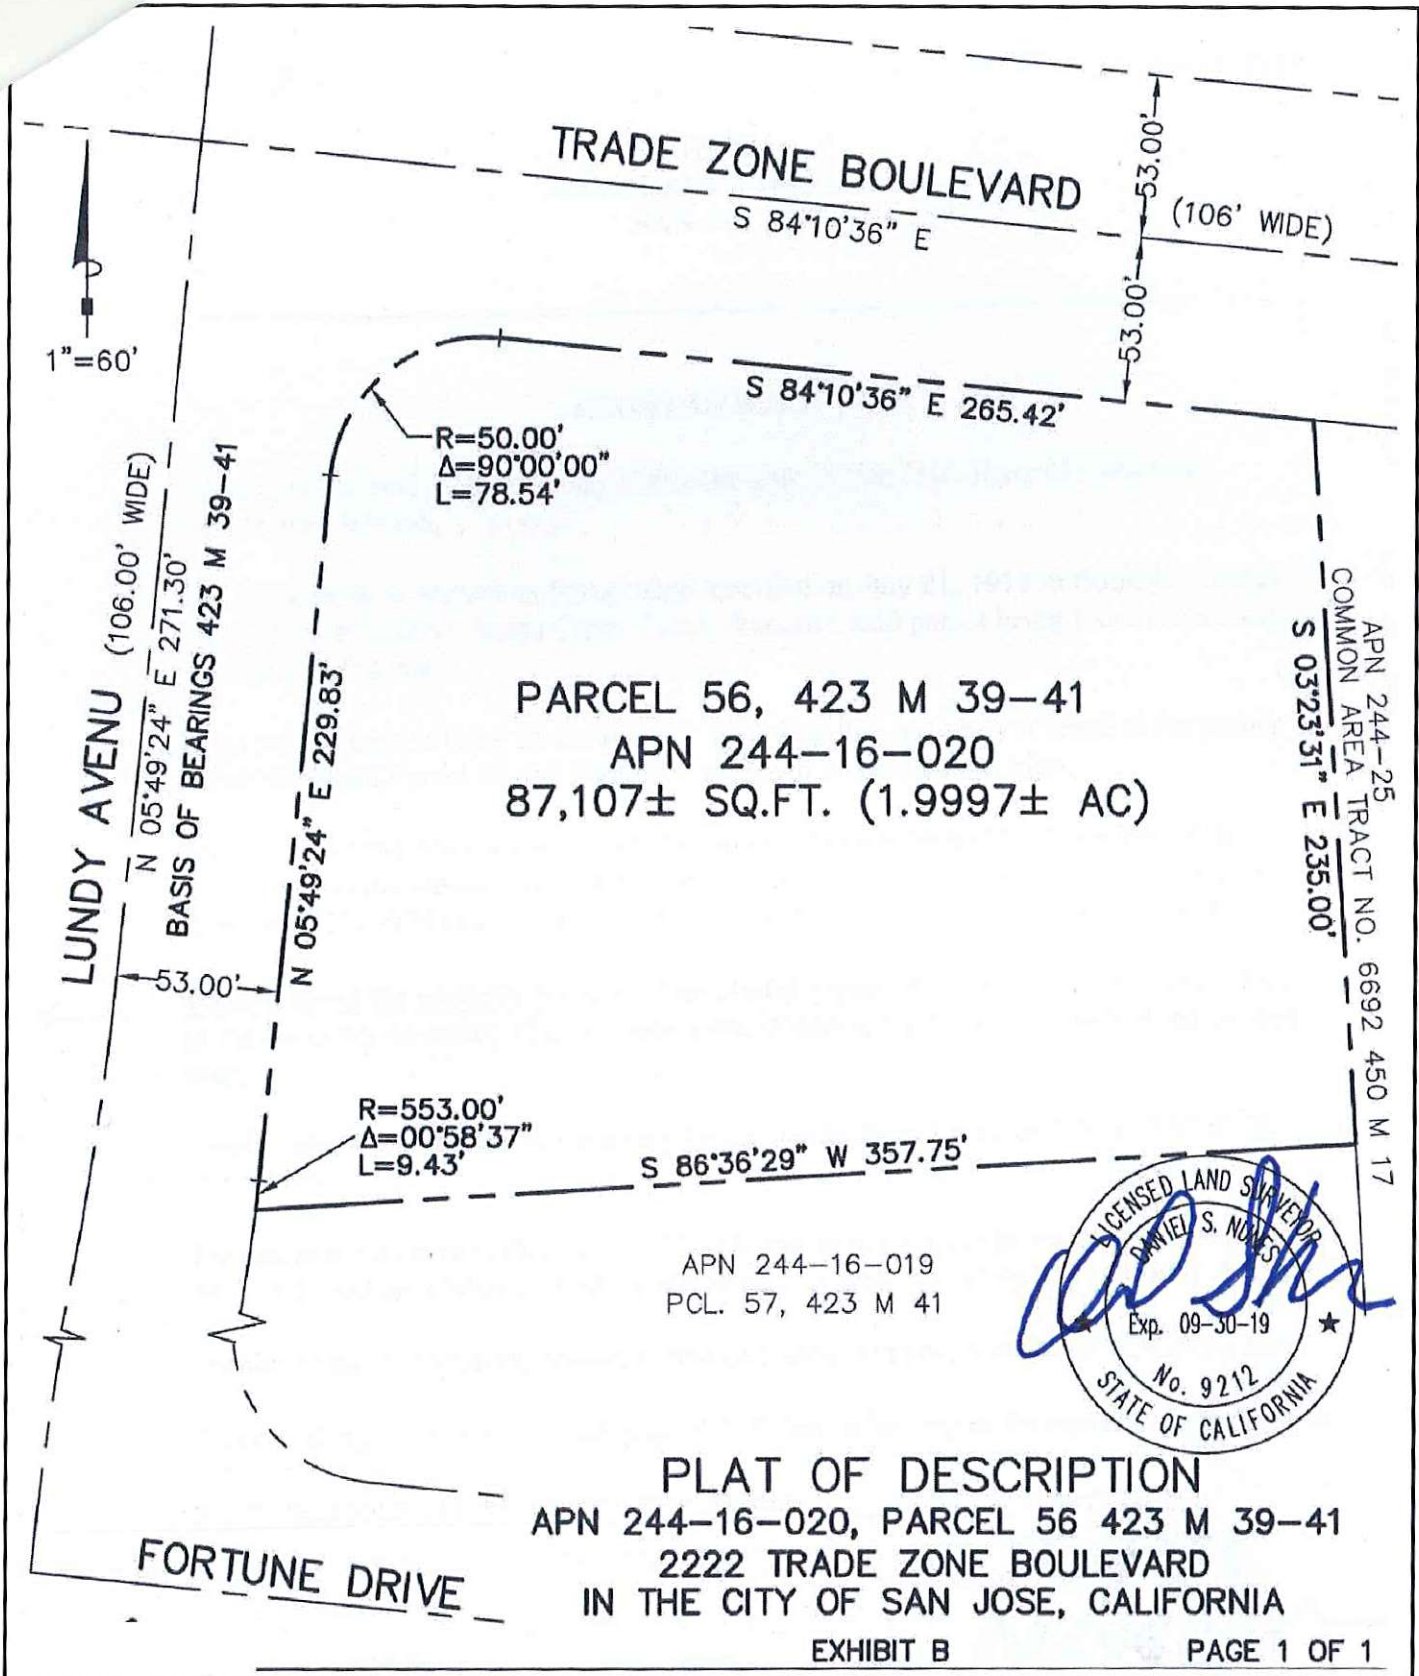 TRADE ZONE BOULEVARD
S 84°10'36" E
53.00'
(106' WIDE)
53.00'
1"=60'
S 84°10'36" E 265.42'
R=50.00'
Δ=90°00'00"
L=78.54'
LUNDY AVENU (106.00' WIDE)
N 05°49'24" E 271.30'
BASIS OF BEARINGS 423 M 39-41
N 05°49'24" E 229.83'
53.00'
PARCEL 56, 423 M 39-41
APN 244-16-020
87,107± SQ.FT. (1.9997± AC)
APN 244-25
COMMON AREA TRACT NO. 6692 450 M 17
S 03°23'31" E 235.00'
R=553.00'
Δ=00°58'37"
L=9.43'
S 86°36'29" W 357.75'
APN 244-16-019
PCL. 57, 423 M 41
LICENSED LAND SURVEYOR
DANIEL S. NUNES
Exp. 09-30-19
No. 9212
STATE OF CALIFORNIA
FORTUNE DRIVE
PLAT OF DESCRIPTION
APN 244-16-020, PARCEL 56 423 M 39-41
2222 TRADE ZONE BOULEVARD
IN THE CITY OF SAN JOSE, CALIFORNIA
EXHIBIT B
PAGE 1 OF 1